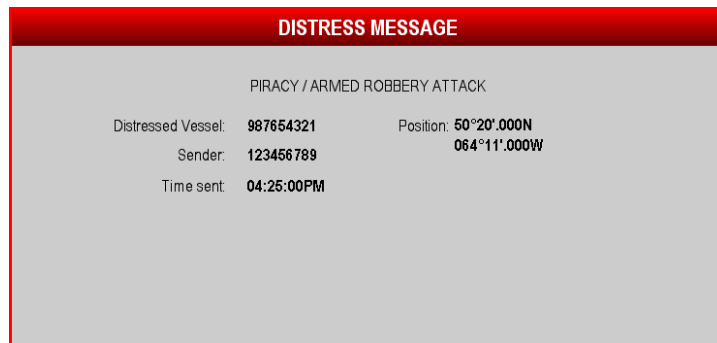 DISTRESS MESSAGE
PIRACY / ARMED ROBBERY ATTACK
Distressed Vessel: 987654321 Position: 50°20'.000N
064°11'.000W
Sender: 123456789
Time sent: 04:25:00PM